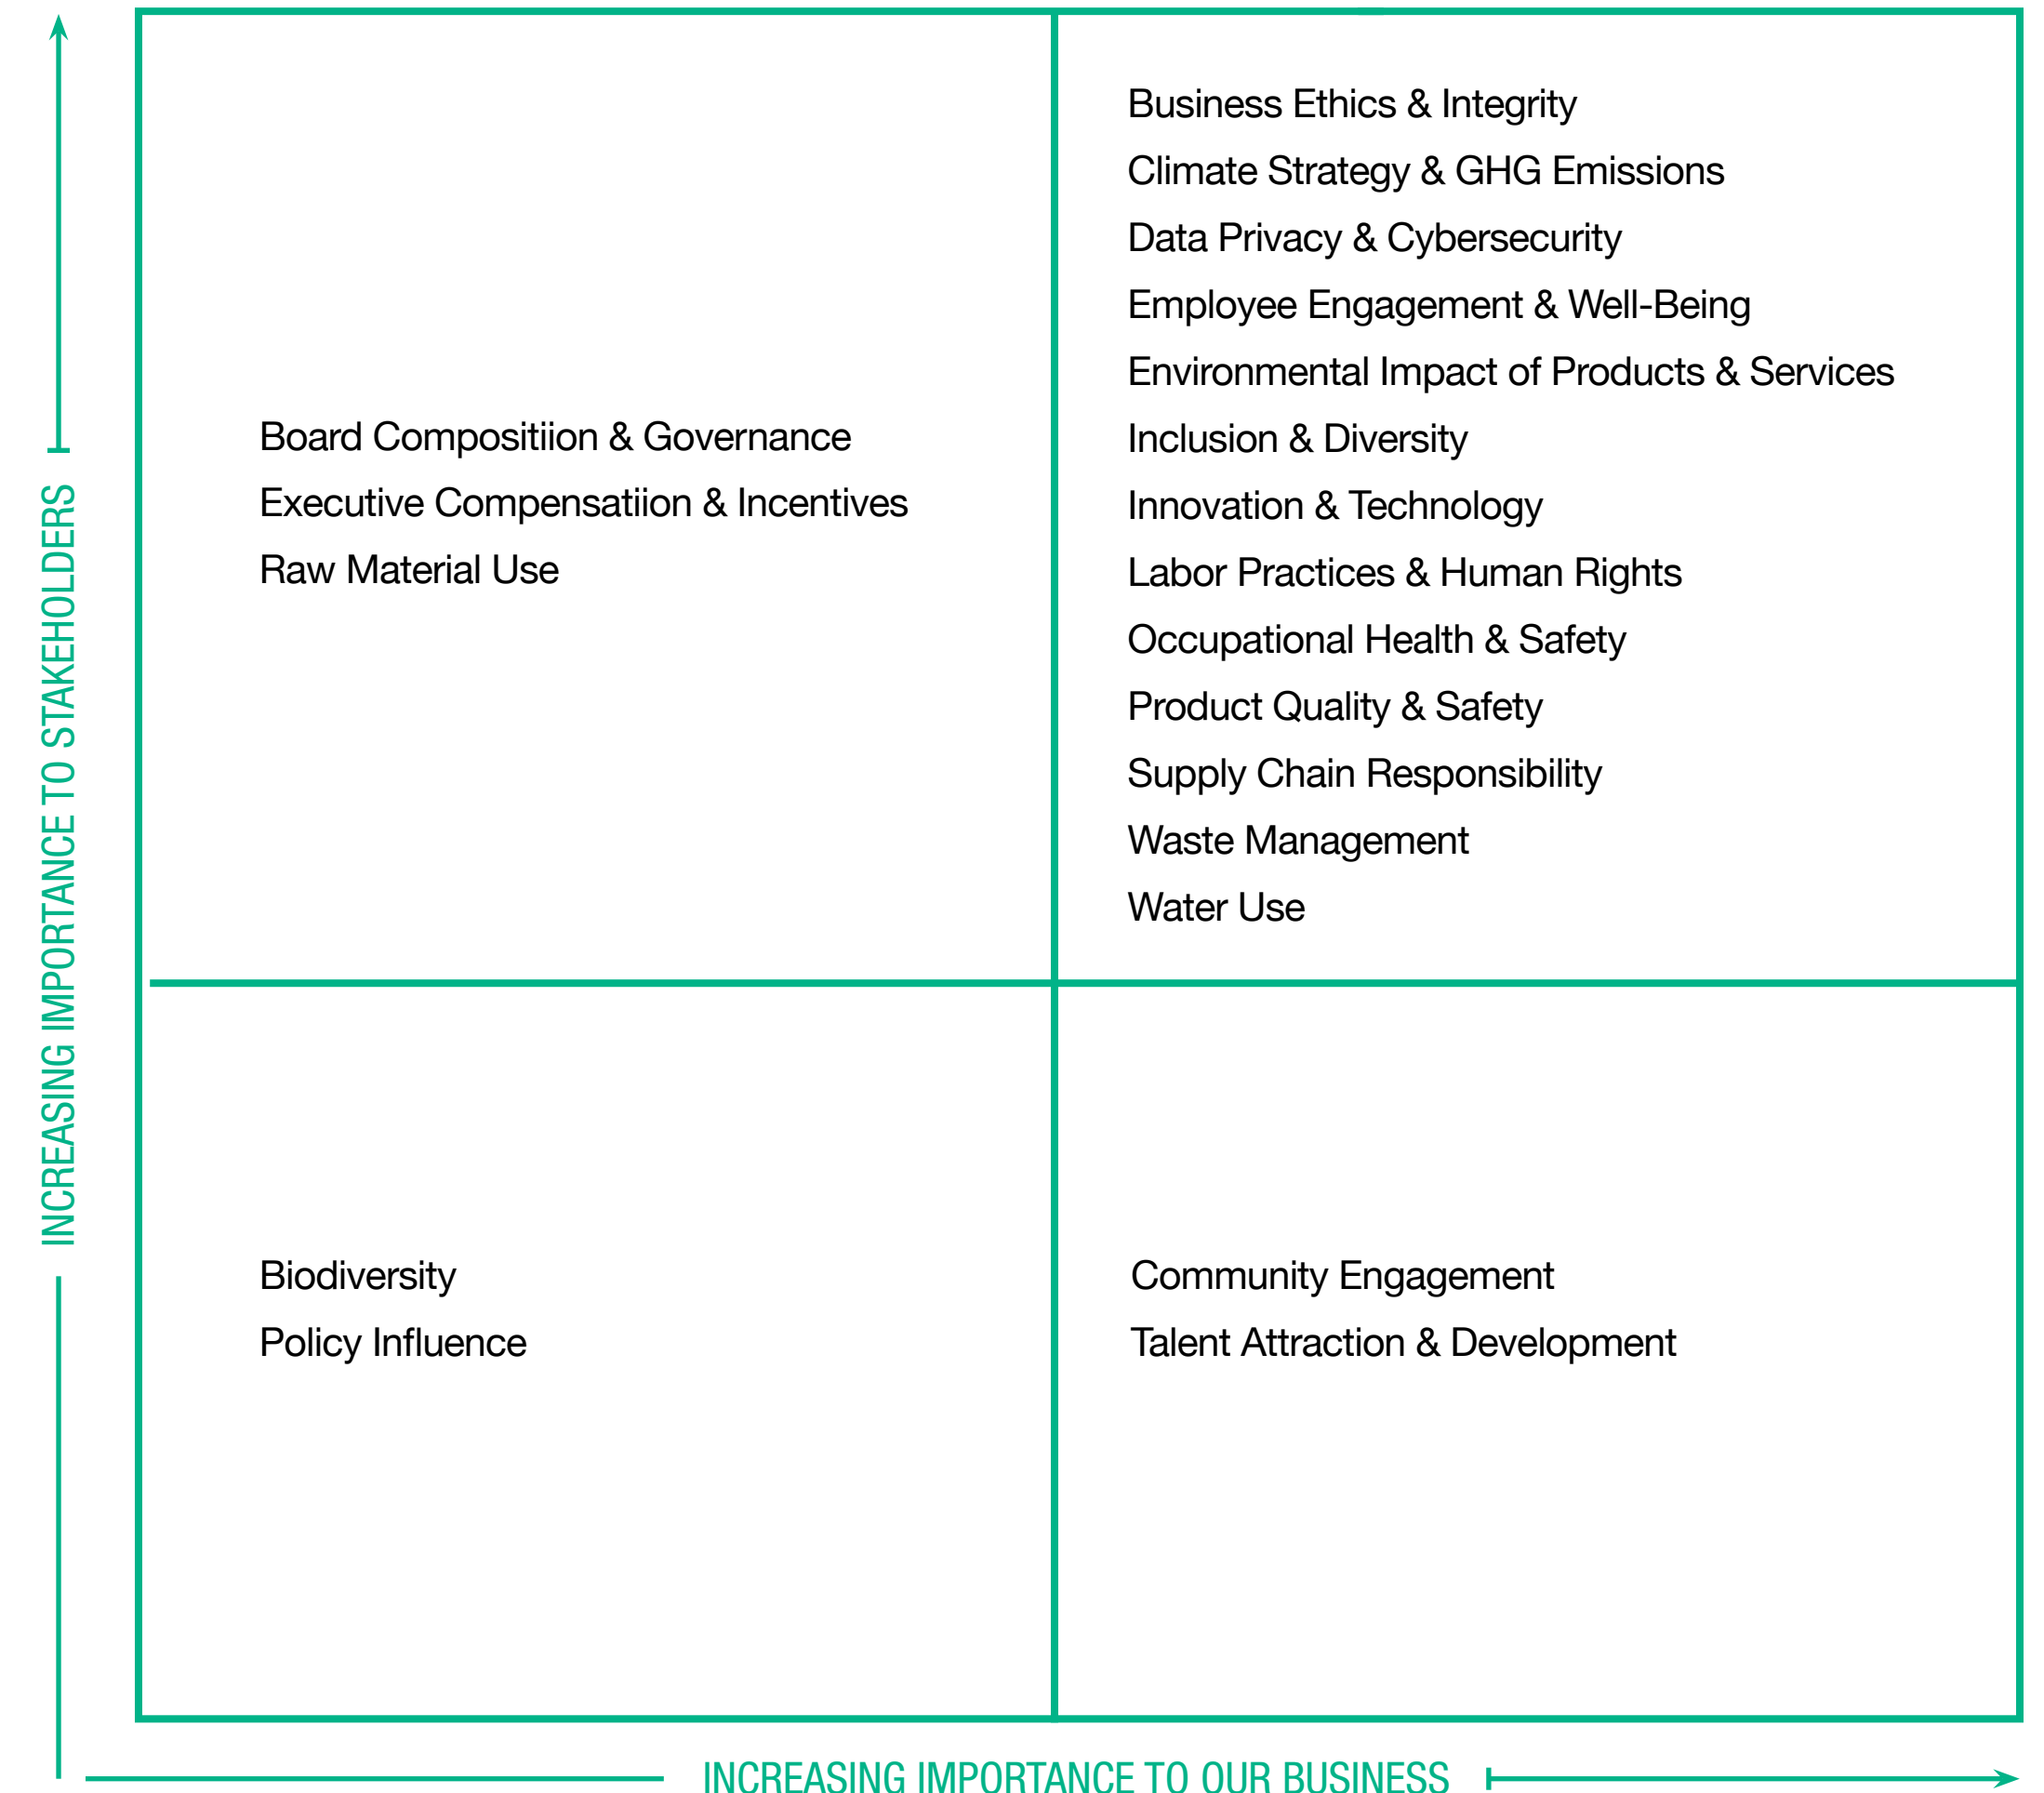 INCREASING IMPORTANCE TO STAKEHOLDERS
Board Compositiion & Governance
Executive Compensatiion & Incentives
Raw Material Use
Business Ethics & Integrity
Climate Strategy & GHG Emissions
Data Privacy & Cybersecurity
Employee Engagement & Well-Being
Environmental Impact of Products & Services
Inclusion & Diversity
Innovation & Technology
Labor Practices & Human Rights
Occupational Health & Safety
Product Quality & Safety
Supply Chain Responsibility
Waste Management
Water Use
Biodiversity
Policy Influence
Community Engagement
Talent Attraction & Development
INCREASING IMPORTANCE TO OUR BUSINESS